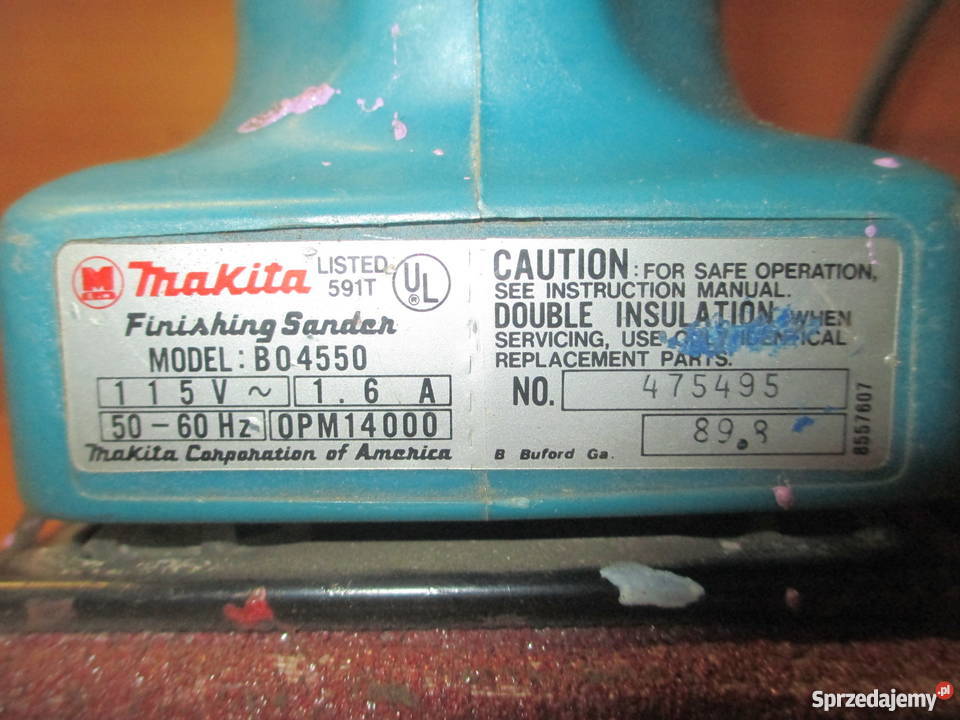 M
Makita
LISTED
591T
UL
®
Finishing Sander
MODEL: BO4550
115V ~ 1.6 A
50-60 Hz OPM14000
Makita Corporation of America
CAUTION: FOR SAFE OPERATION,
SEE INSTRUCTION MANUAL.
DOUBLE INSULATION, WHEN
SERVICING, USE ONLY IDENTICAL
REPLACEMENT PARTS.
NO. 475495
89.8
B Buford Ga.
8557607
Sprzedajemy.pl